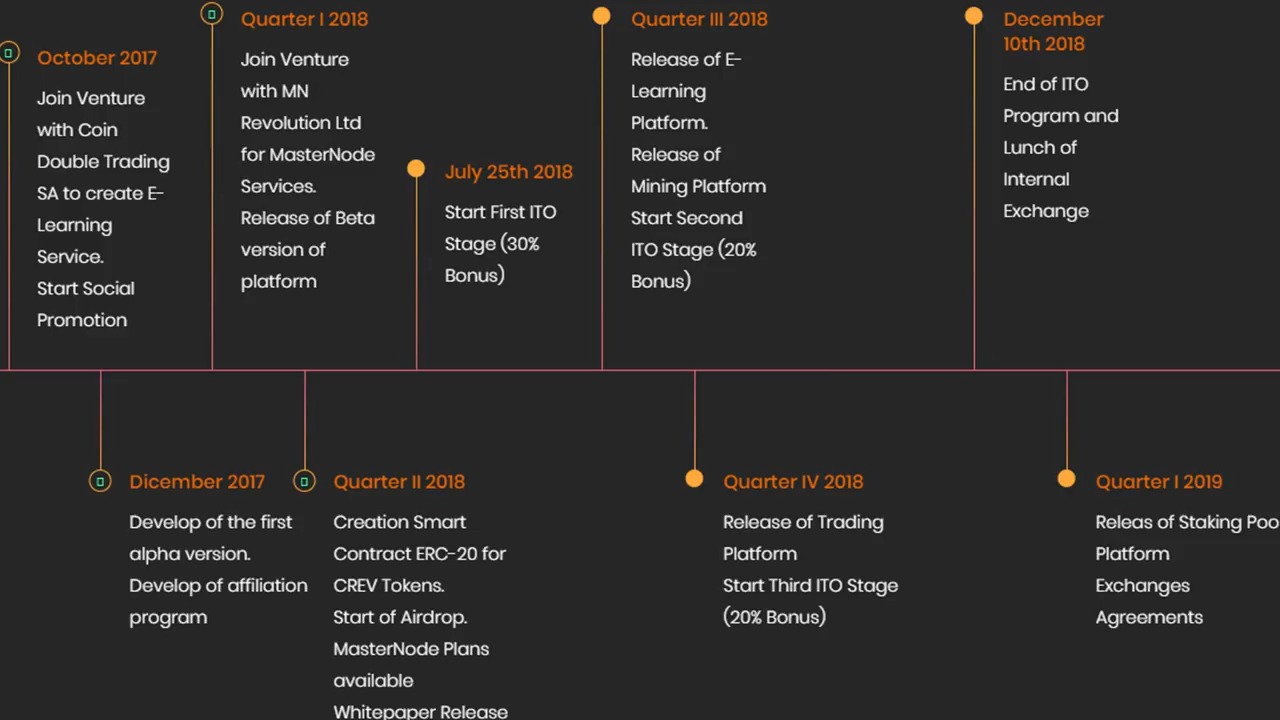 October 2017
Join Venture
with Coin
Double Trading
SA to create E-
Learning
Service.
Start Social
Promotion
Quarter I 2018
Join Venture
with MN
Revolution Ltd
for MasterNode
Services.
Release of Beta
version of
platform
July 25th 2018
Start First ITO
Stage (30%
Bonus)
Quarter III 2018
Release of E-
Learning
Platform.
Release of
Mining Platform
Start Second
ITO Stage (20%
Bonus)
December
10th 2018
End of ITO
Program and
Lunch of
Internal
Exchange
Dicember 2017
Develop of the first
alpha version.
Develop of affiliation
program
Quarter II 2018
Creation Smart
Contract ERC-20 for
CREV Tokens.
Start of Airdrop.
MasterNode Plans
available
Whitepaper Release
Quarter IV 2018
Release of Trading
Platform
Start Third ITO Stage
(20% Bonus)
Quarter I 2019
Releas of Staking Poo
Platform
Exchanges
Agreements